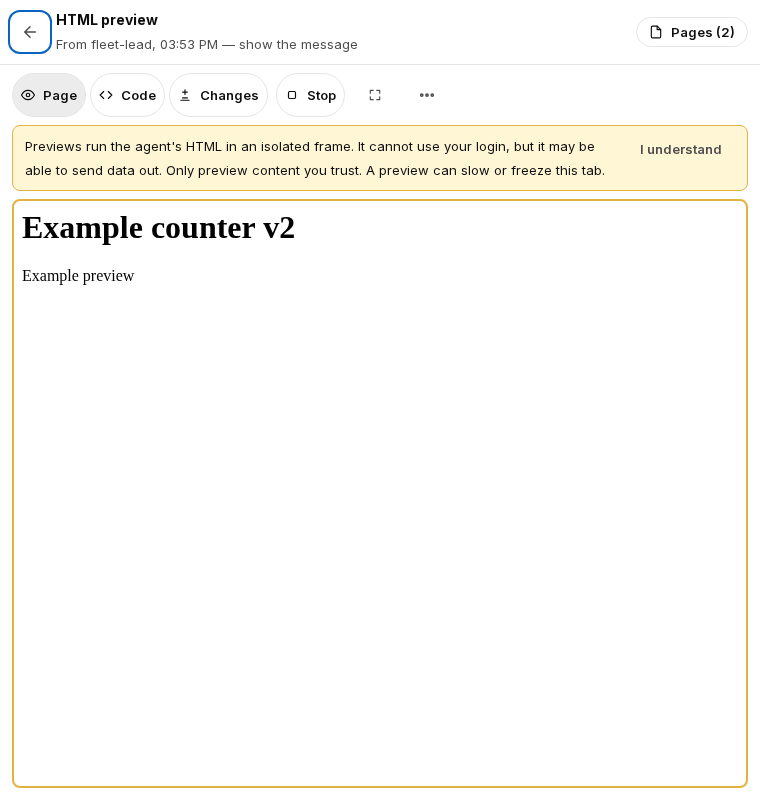 HTML preview
From fleet-lead, 03:53 PM — show the message
Pages (2)
Page
Code
Changes
Stop
Previews run the agent's HTML in an isolated frame. It cannot use your login, but it may be
able to send data out. Only preview content you trust. A preview can slow or freeze this tab.
I understand
Example counter v2
Example preview